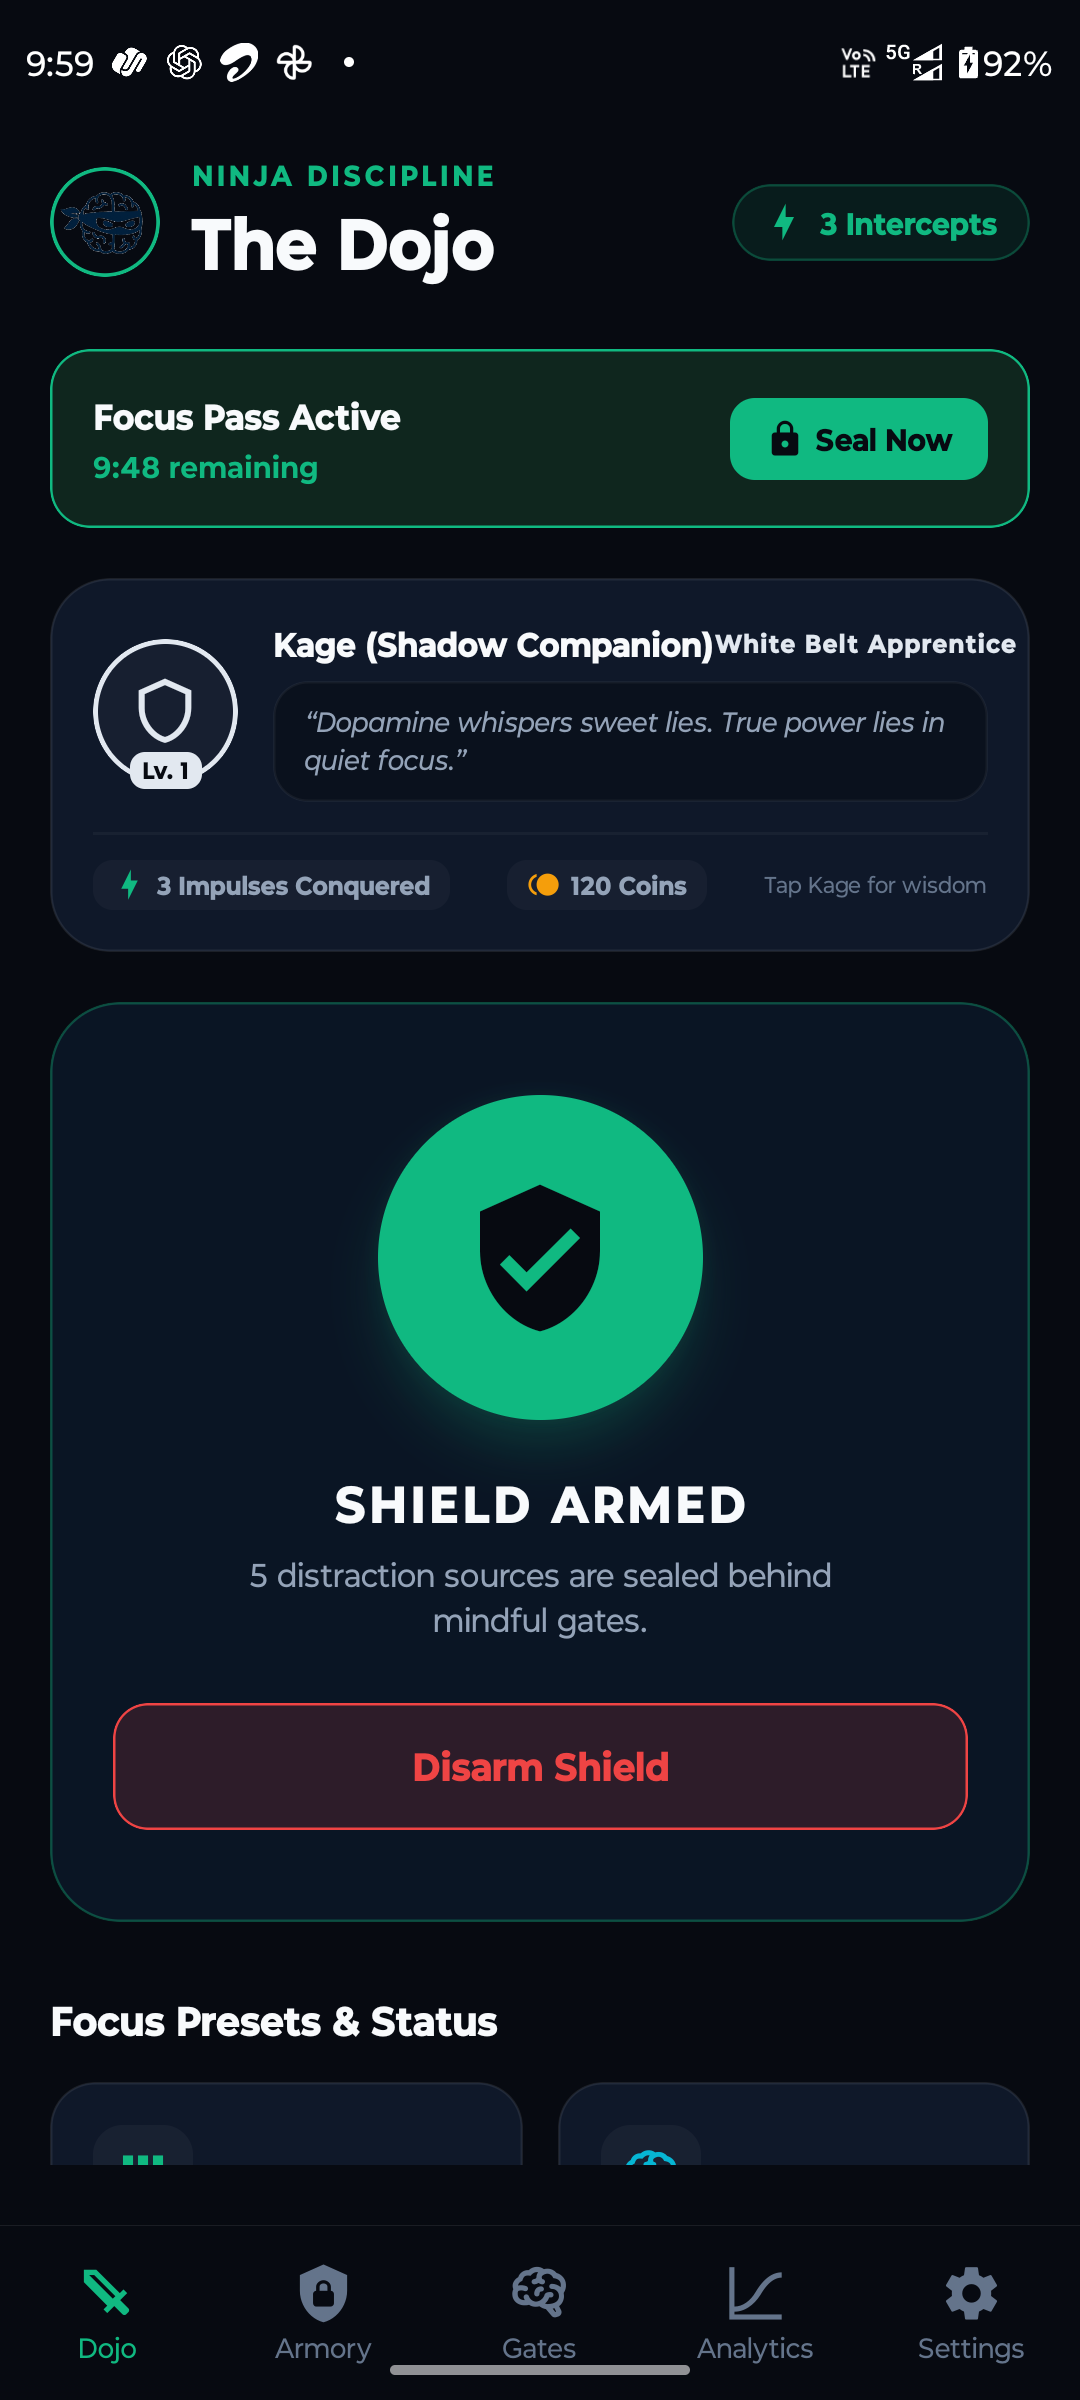 9:59
VoLTE 5G R 92%
NINJA DISCIPLINE
The Dojo
3 Intercepts
Focus Pass Active
9:48 remaining
Seal Now
Kage (Shadow Companion)
White Belt Apprentice
“Dopamine whispers sweet lies. True power lies in
quiet focus.”
Lv. 1
3 Impulses Conquered
120 Coins
Tap Kage for wisdom
SHIELD ARMED
5 distraction sources are sealed behind
mindful gates.
Disarm Shield
Focus Presets & Status
Dojo
Armory
Gates
Analytics
Settings